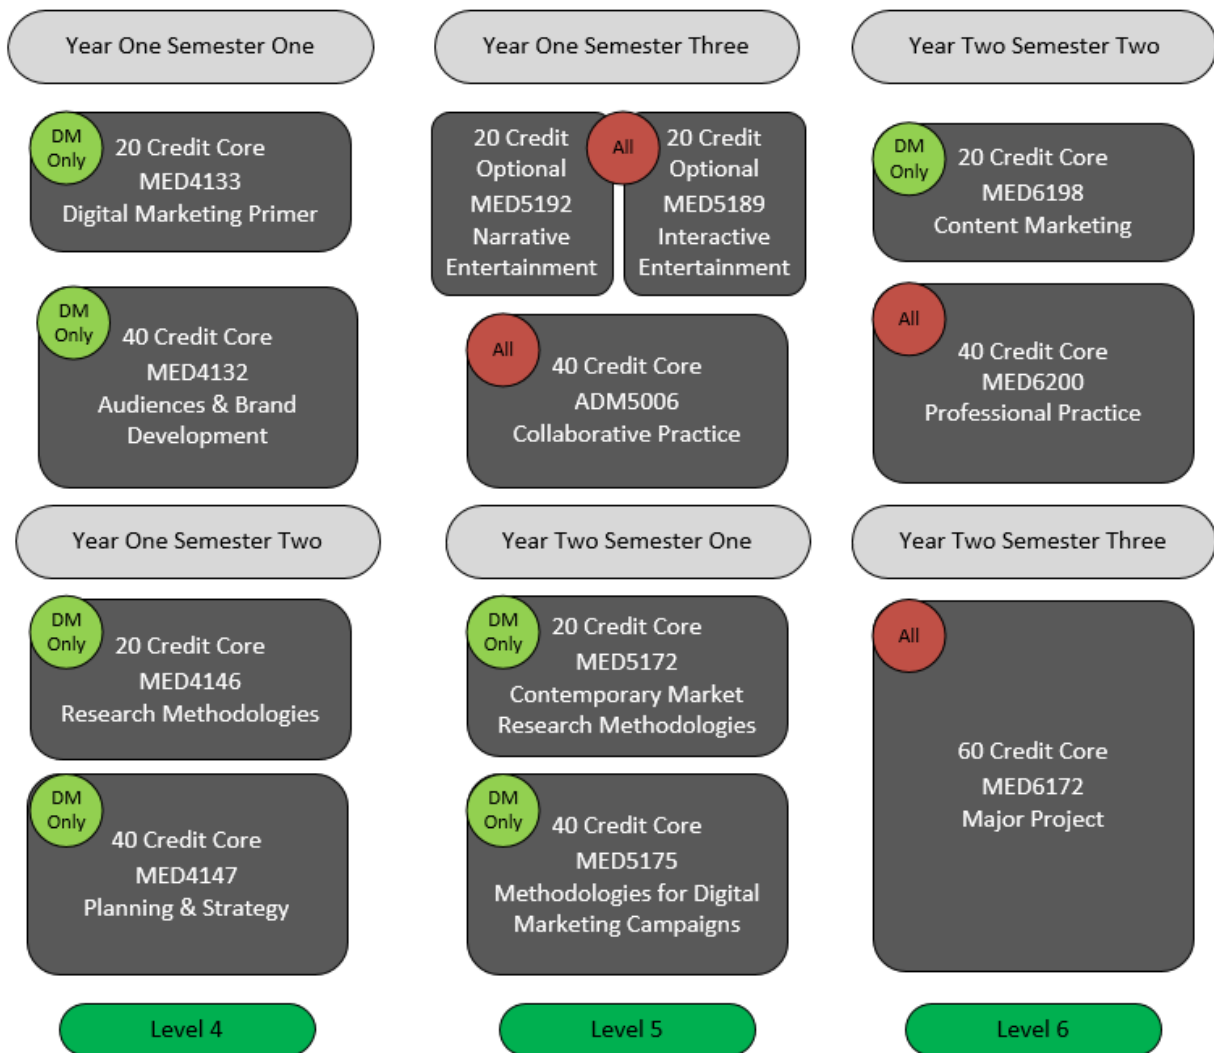 Year One Semester One
DM
Only
20 Credit Core
MED4133
Digital Marketing Primer
DM
Only
40 Credit Core
MED4132
Audiences & Brand
Development
Year One Semester Two
DM
Only
20 Credit Core
MED4146
Research Methodologies
DM
Only
40 Credit Core
MED4147
Planning & Strategy
Level 4
Year One Semester Three
20 Credit
Optional
MED5192
Narrative
Entertainment
All
20 Credit
Optional
MED5189
Interactive
Entertainment
All
40 Credit Core
ADM5006
Collaborative Practice
Year Two Semester One
DM
Only
20 Credit Core
MED5172
Contemporary Market
Research Methodologies
DM
Only
40 Credit Core
MED5175
Methodologies for Digital
Marketing Campaigns
Level 5
Year Two Semester Two
DM
Only
20 Credit Core
MED6198
Content Marketing
All
40 Credit Core
MED6200
Professional Practice
Year Two Semester Three
All
60 Credit Core
MED6172
Major Project
Level 6